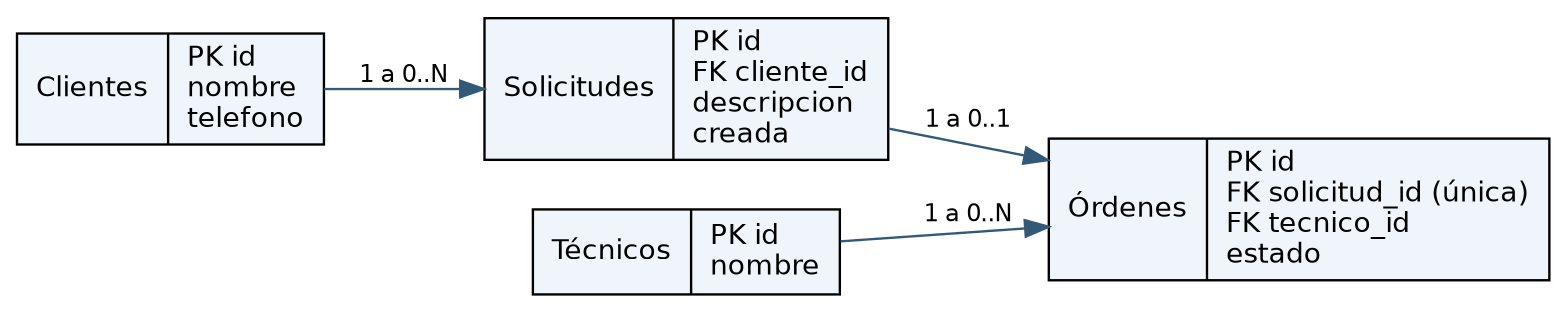 Clientes
PK id
nombre
telefono
1 a 0..N
Solicitudes
PK id
FK cliente_id
descripcion
creada
1 a 0..1
Técnicos
PK id
nombre
1 a 0..N
Órdenes
PK id
FK solicitud_id (única)
FK tecnico_id
estado